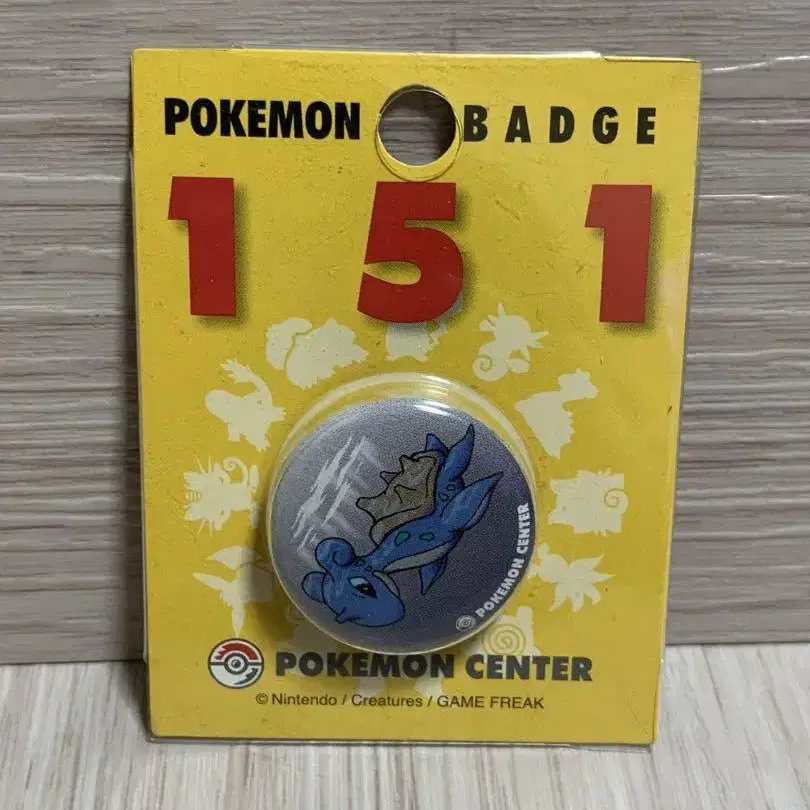 POKEMON BADGE
151
POKEMON CENTER
POKEMON CENTER
© Nintendo / Creatures / GAME FREAK